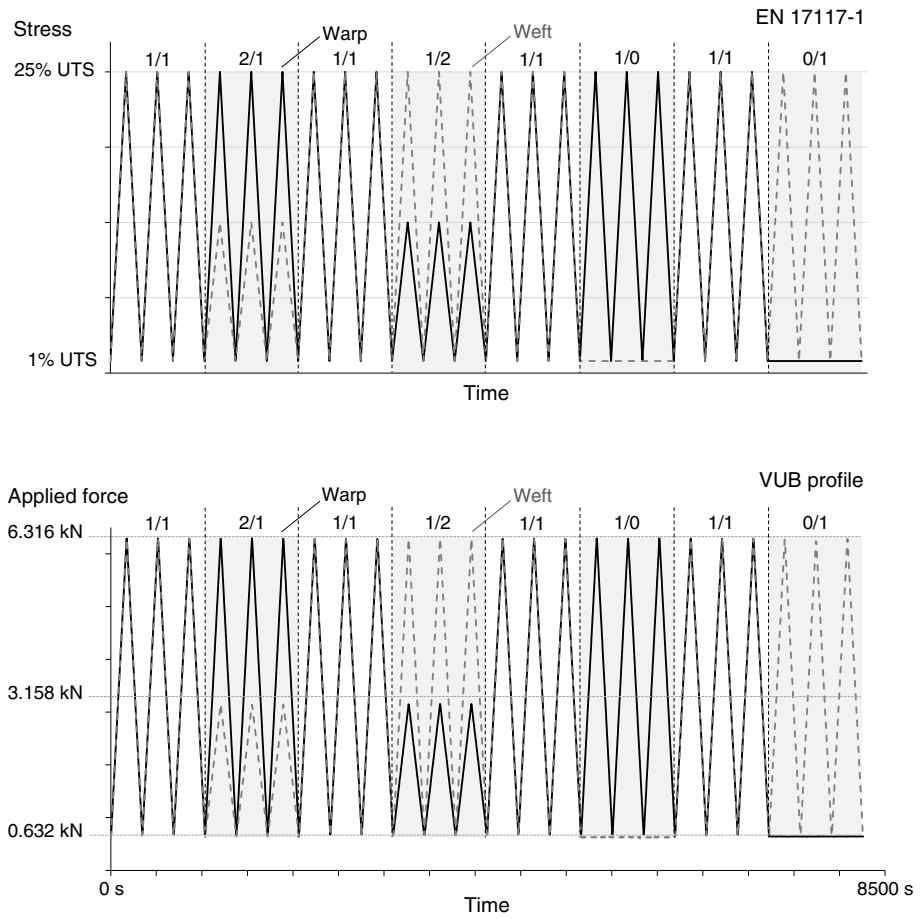 EN 17117-1
Stress
Warp
Weft
1/1 2/1 1/1 1/2 1/1 1/0 1/1 0/1
25% UTS
1% UTS
Time
VUB profile
Applied force
Warp
Weft
1/1 2/1 1/1 1/2 1/1 1/0 1/1 0/1
6.316 kN
3.158 kN
0.632 kN
0 s
8500 s
Time